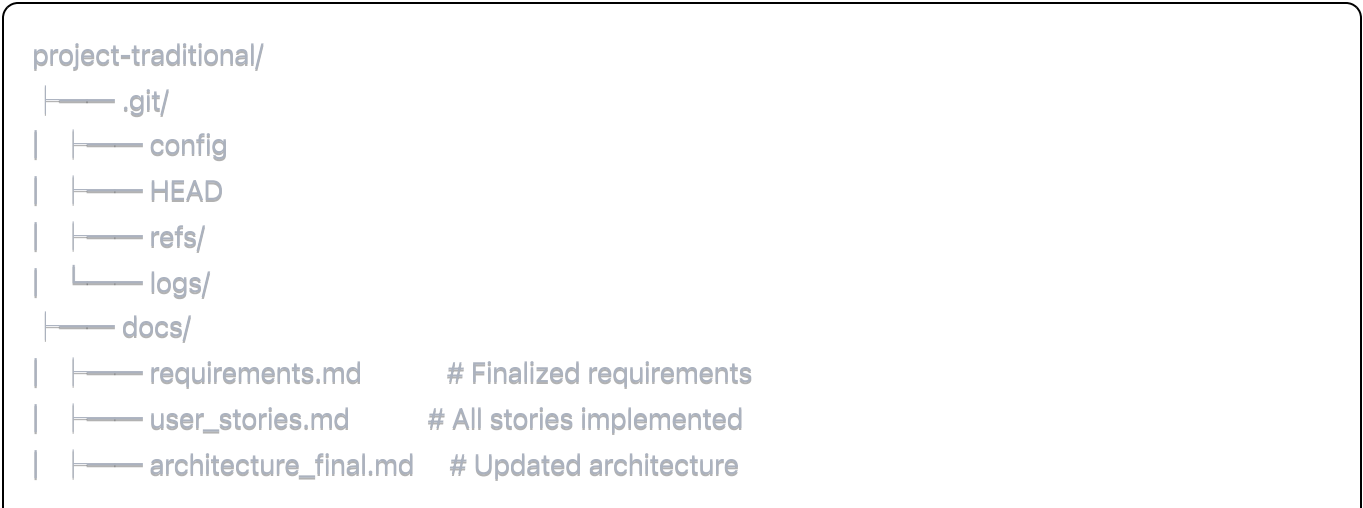 project-traditional/
├── .git/
│   ├── config
│   ├── HEAD
│   ├── refs/
│   └── logs/
├── docs/
│   ├── requirements.md # Finalized requirements
│   ├── user_stories.md # All stories implemented
│   ├── architecture_final.md # Updated architecture